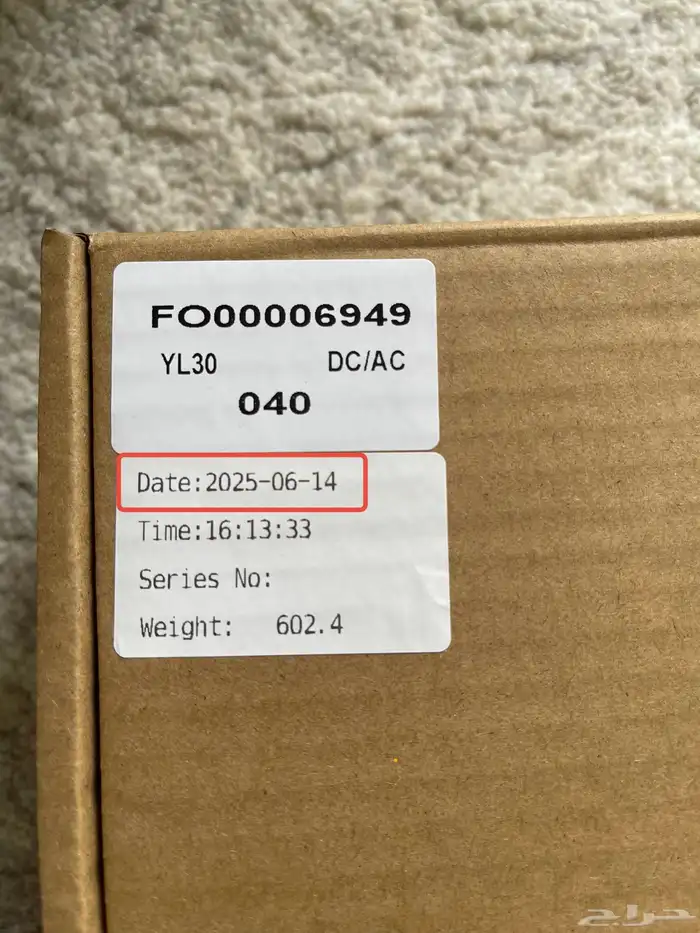 FO00006949
YL30 DC/AC
040
Date:2025-06-14
Time:16:13:33
Series No:
Weight: 602.4
حراج